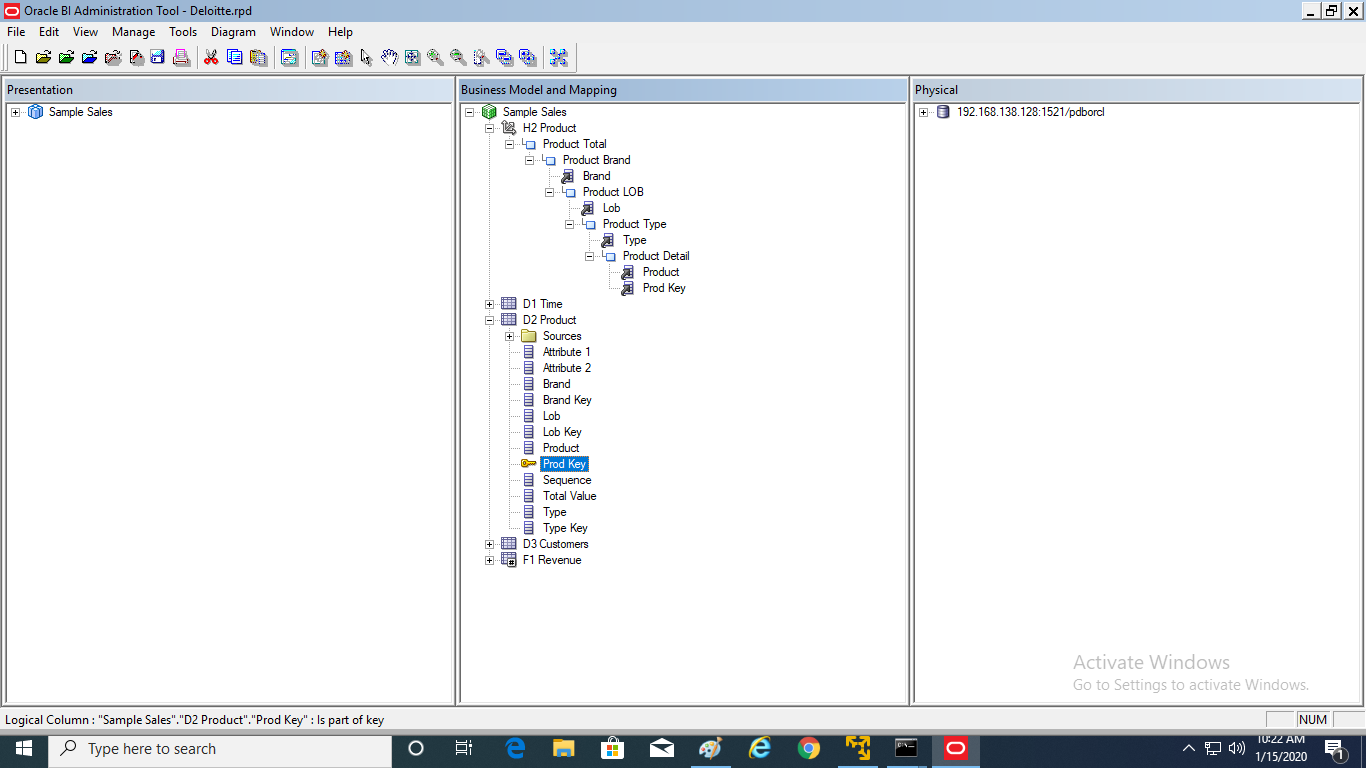 Oracle BI Administration Tool - Deloitte.rpd
File Edit View Manage Tools Diagram Window Help
Presentation
Sample Sales
Business Model and Mapping
Sample Sales
H2 Product
Product Total
Product Brand
Brand
Product LOB
Lob
Product Type
Type
Product Detail
Product
Prod Key
D1 Time
D2 Product
Sources
Attribute 1
Attribute 2
Brand
Brand Key
Lob
Lob Key
Product
Prod Key
Sequence
Total Value
Type
Type Key
D3 Customers
F1 Revenue
Physical
192.168.138.128:1521/pdborcl
Activate Windows
Go to Settings to activate Windows.
Logical Column : "Sample Sales"."D2 Product"."Prod Key" : Is part of key
NUM
Type here to search
10:22 AM
1/15/2020
1